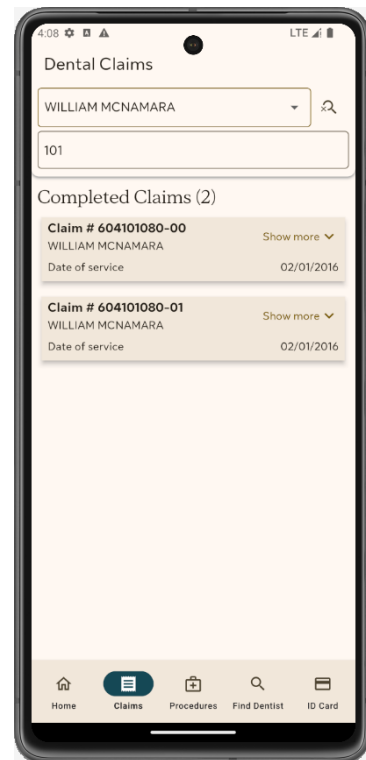 4:08 LTE
Dental Claims
WILLIAM MCNAMARA
101
Completed Claims (2)
Claim # 604101080-00
WILLIAM MCNAMARA
Show more
Date of service 02/01/2016
Claim # 604101080-01
WILLIAM MCNAMARA
Show more
Date of service 02/01/2016
Home Claims Procedures Find Dentist ID Card